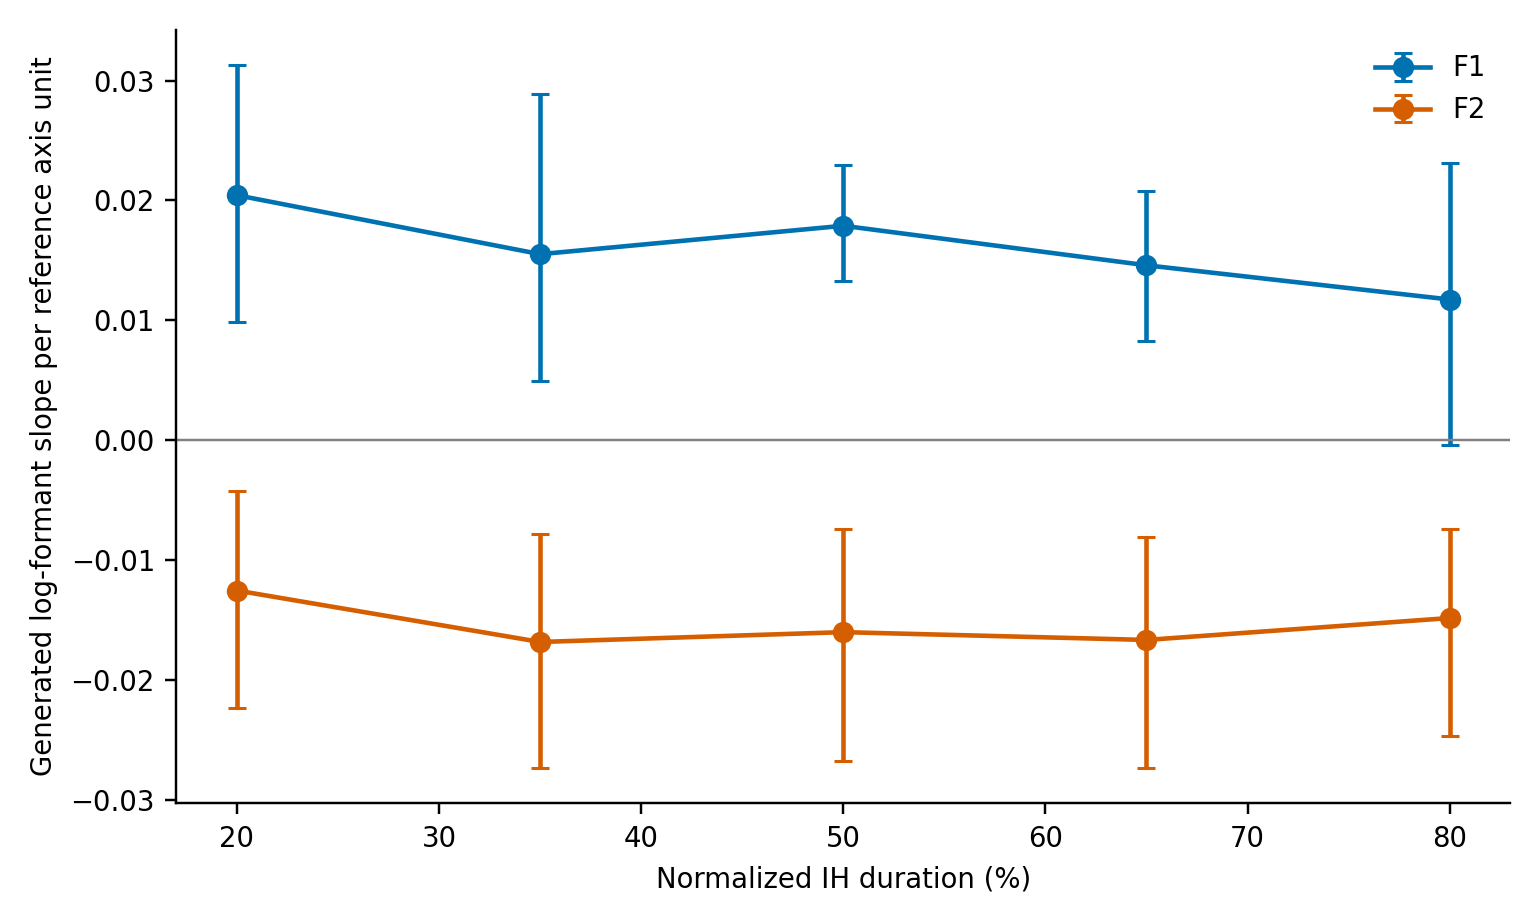 F1
F2
Generated log-formant slope per reference axis unit
0.03
0.02
0.01
0.00
−0.01
−0.02
−0.03
20 30 40 50 60 70 80
Normalized IH duration (%)